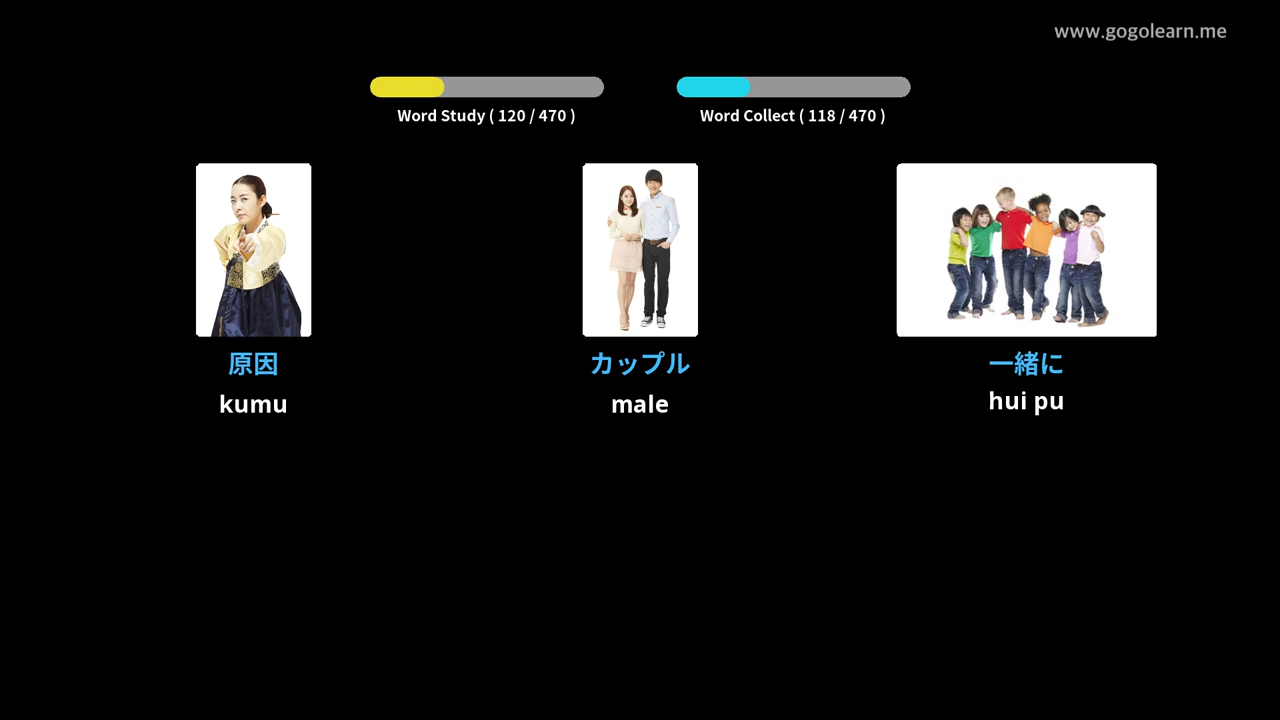 www.gogolearn.me
Word Study ( 120 / 470 )
Word Collect ( 118 / 470 )
原因
カップル
一緒に
kumu
male
hui pu